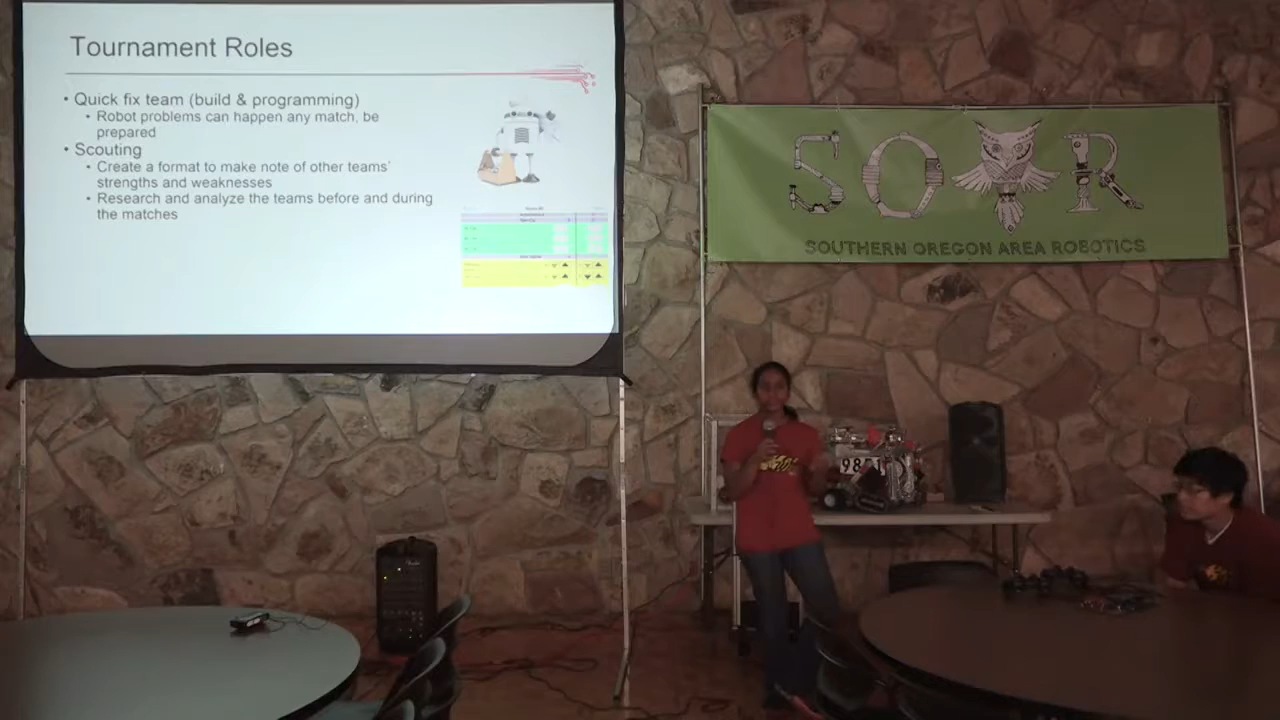 Tournament Roles
• Quick fix team (build & programming)
• Robot problems can happen any match, be
prepared
• Scouting
• Create a format to make note of other teams'
strengths and weaknesses
• Research and analyze the teams before and during
the matches
SOAR
SOUTHERN OREGON AREA ROBOTICS